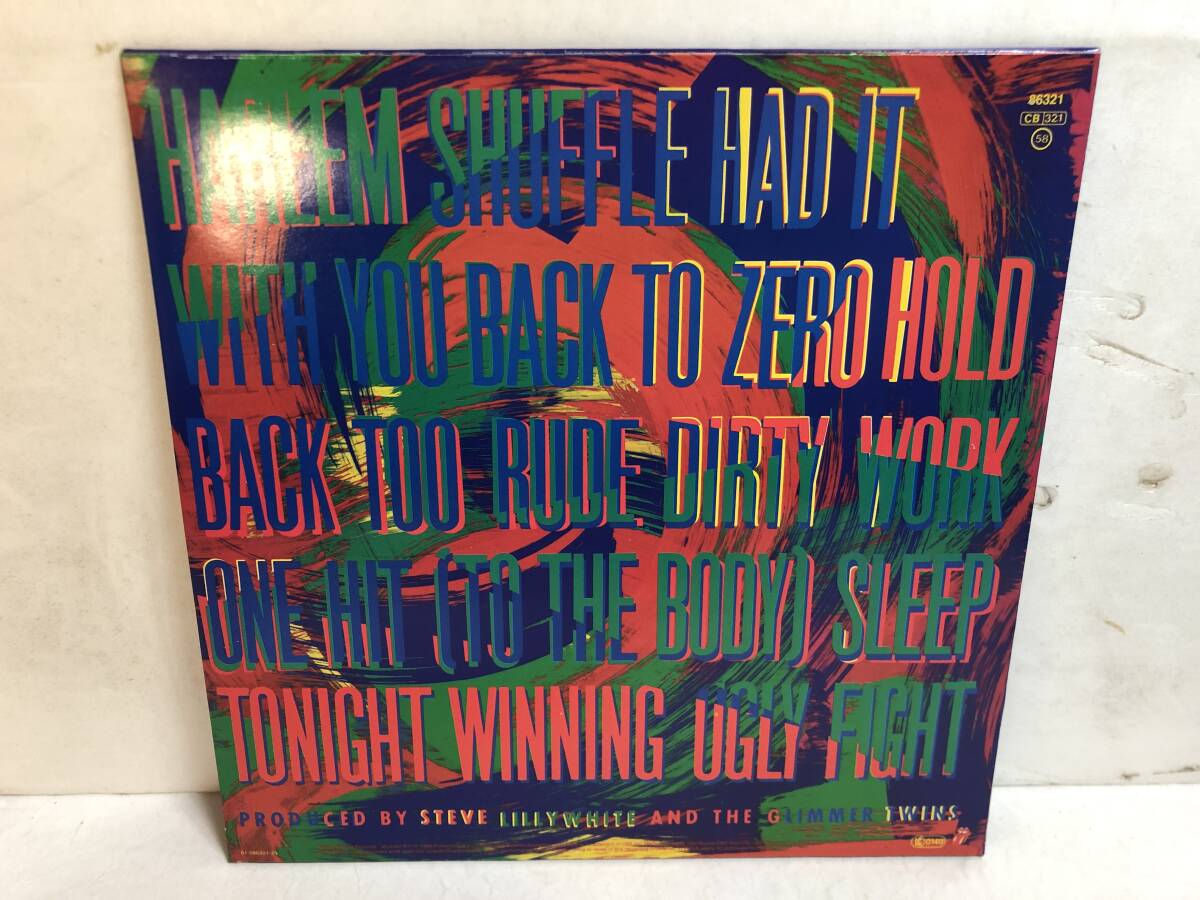 HARLEM SHUFFLE HAD IT
86321
CB 321
58
WITH YOU BACK TO ZERO HOLD
BACK TOO RUDE DIRTY WORK
ONE HIT (TO THE BODY) SLEEP
TONIGHT WINNING UGLY FIGHT
PRODUCED BY STEVE LILLYWHITE AND THE GLIMMER TWINS